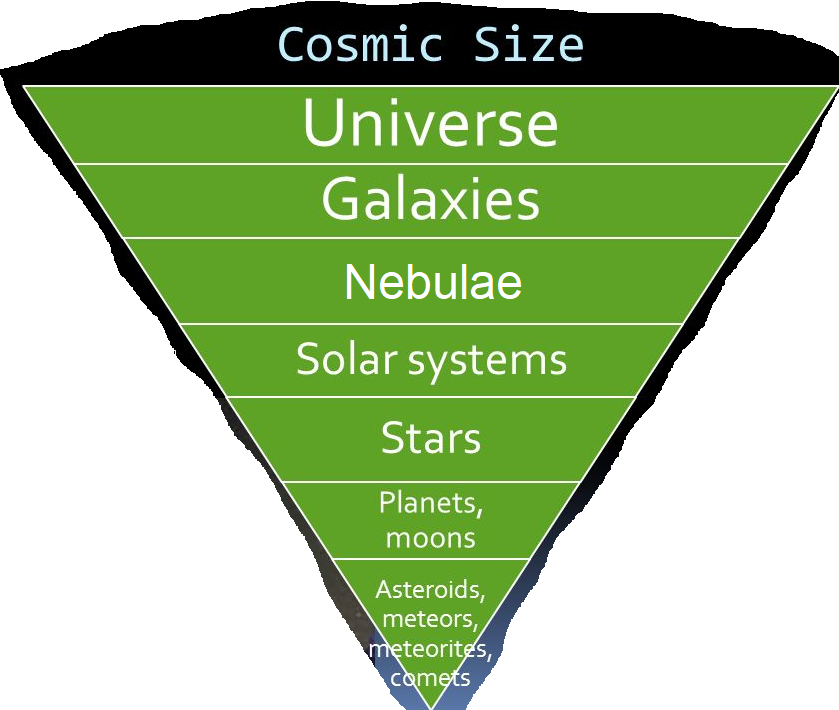 Cosmic Size
Universe
Galaxies
Nebulae
Solar systems
Stars
Planets,
moons
Asteroids,
meteors,
meteorites,
comets